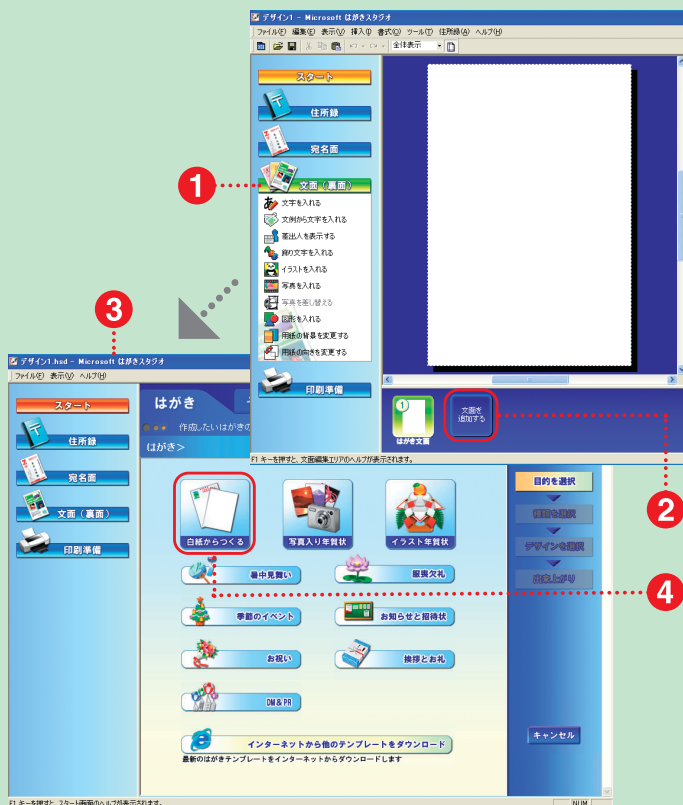 デザイン1 - Microsoft はがきスタジオ
ファイル(F) 編集(E) 表示(V) 挿入(I) 書式(O) ツール(T) 住所録(A) ヘルプ(H)
全体表示
スタート
住所録
宛名面
1
文面（裏面）
文字を入れる
文例から文字を入れる
差出人を表示する
飾り文字を入れる
イラストを入れる
写真を入れる
写真を差し替える
図形を入れる
用紙の背景を変更する
用紙の向きを変更する
印刷準備
1
はがき文面
文面を
追加する
2
F1 キーを押すと、文面編集エリアのヘルプが表示されます。
3
デザイン1.hsd - Microsoft はがきスタジオ
ファイル(F) 表示(V) ヘルプ(H)
スタート
住所録
宛名面
文面（裏面）
印刷準備
はがき
作成したいはがきの
はがき>
白紙からつくる
写真入り年賀状
イラスト年賀状
暑中見舞い
喪中欠礼
季節のイベント
お知らせと招待状
お祝い
挨拶とお礼
DM & PR
インターネットから他のテンプレートをダウンロード
最新のはがきテンプレートをインターネットからダウンロードします
目的を選択
種類を選択
デザインを選択
出来上がり
4
キャンセル
F1 キーを押すと、スタート画面のヘルプが表示されます。
NUM